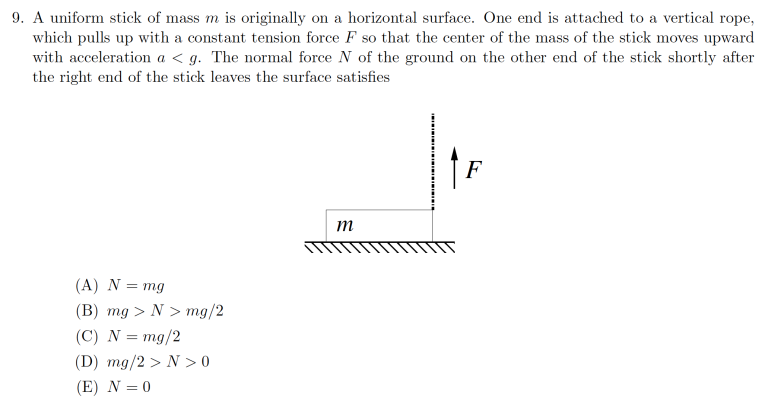 9. A uniform stick of mass m is originally on a horizontal surface. One end is attached to a vertical rope,
which pulls up with a constant tension force F so that the center of the mass of the stick moves upward
with acceleration a < g. The normal force N of the ground on the other end of the stick shortly after
the right end of the stick leaves the surface satisfies
F
m
(A) N = mg
(B) mg > N > mg/2
(C) N = mg/2
(D) mg/2 > N > 0
(E) N = 0